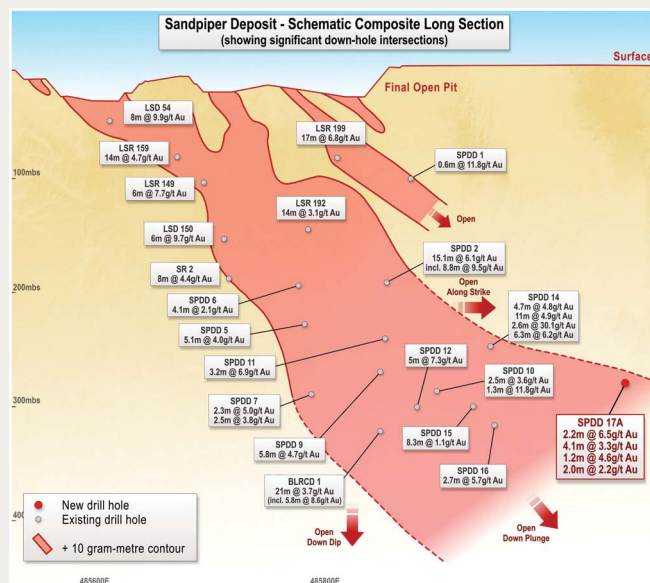 Sandpiper Deposit - Schematic Composite Long Section
(showing significant down-hole intersections)
Surface
Final Open Pit
LSD 54
8m @ 9.9g/t Au
LSR 199
17m @ 6.8g/t Au
LSR 159
14m @ 4.7g/t Au
SPDD 1
0.6m @ 11.8g/t Au
100mbs
LSR 149
6m @ 7.7g/t Au
LSR 192
14m @ 3.1g/t Au
Open
LSD 150
6m @ 9.7g/t Au
SPDD 2
15.1m @ 6.1g/t Au
incl. 8.8m @ 9.5g/t Au
SR 2
8m @ 4.4g/t Au
Open
Along Strike
200mbs
SPDD 6
4.1m @ 2.1g/t Au
SPDD 14
4.7m @ 4.8g/t Au
11m @ 4.9g/t Au
2.6m @ 30.1g/t Au
6.3m @ 6.2g/t Au
SPDD 5
5.1m @ 4.0g/t Au
SPDD 11
3.2m @ 6.9g/t Au
SPDD 12
5m @ 7.3g/t Au
SPDD 10
2.5m @ 3.6g/t Au
1.3m @ 11.8g/t Au
300mbs
SPDD 7
2.3m @ 5.0g/t Au
2.5m @ 3.8g/t Au
SPDD 17A
2.2m @ 6.5g/t Au
4.1m @ 3.3g/t Au
1.2m @ 4.6g/t Au
2.0m @ 2.2g/t Au
SPDD 9
5.8m @ 4.7g/t Au
SPDD 15
8.3m @ 1.1g/t Au
SPDD 16
2.7m @ 5.7g/t Au
BLRCD 1
21m @ 3.7g/t Au
(incl. 5.8m @ 8.6g/t Au)
New drill hole
Existing drill hole
+ 10 gram-metre contour
400
Open
Down Dip
Open
Down Plunge
485600E
485800E